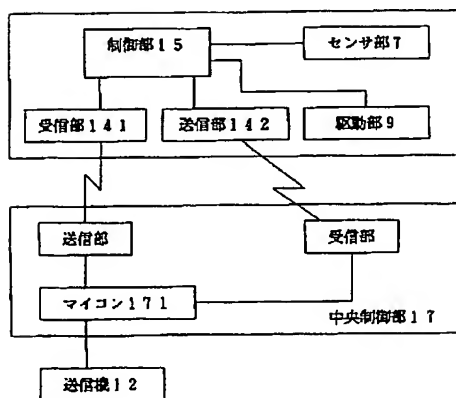 制御部15
センサ部7
受信部141
送信部142
駆動部9
送信部
受信部
マイコン171
中央制御部17
送信機12